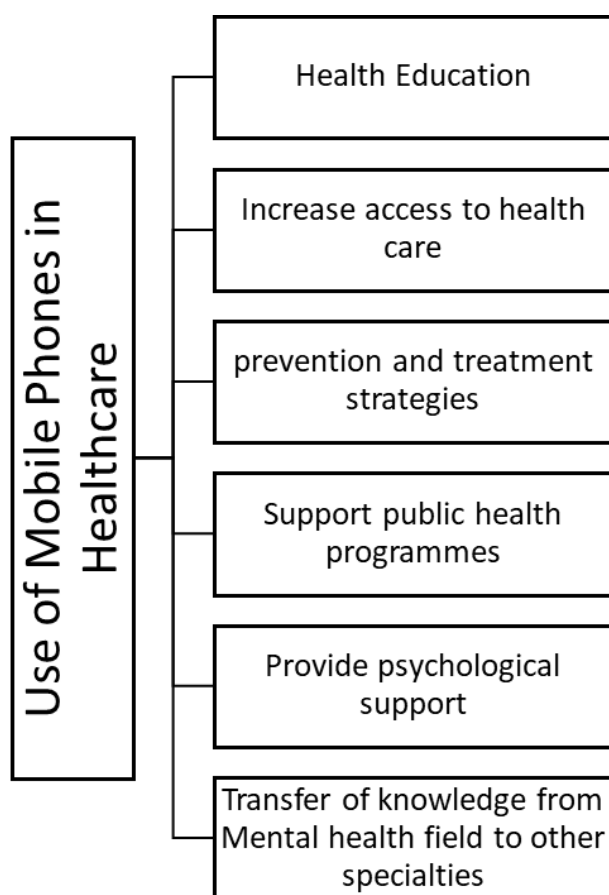 Use of Mobile Phones in
Healthcare
Health Education
Increase access to health
care
prevention and treatment
strategies
Support public health
programmes
Provide psychological
support
Transfer of knowledge from
Mental health field to other
specialties